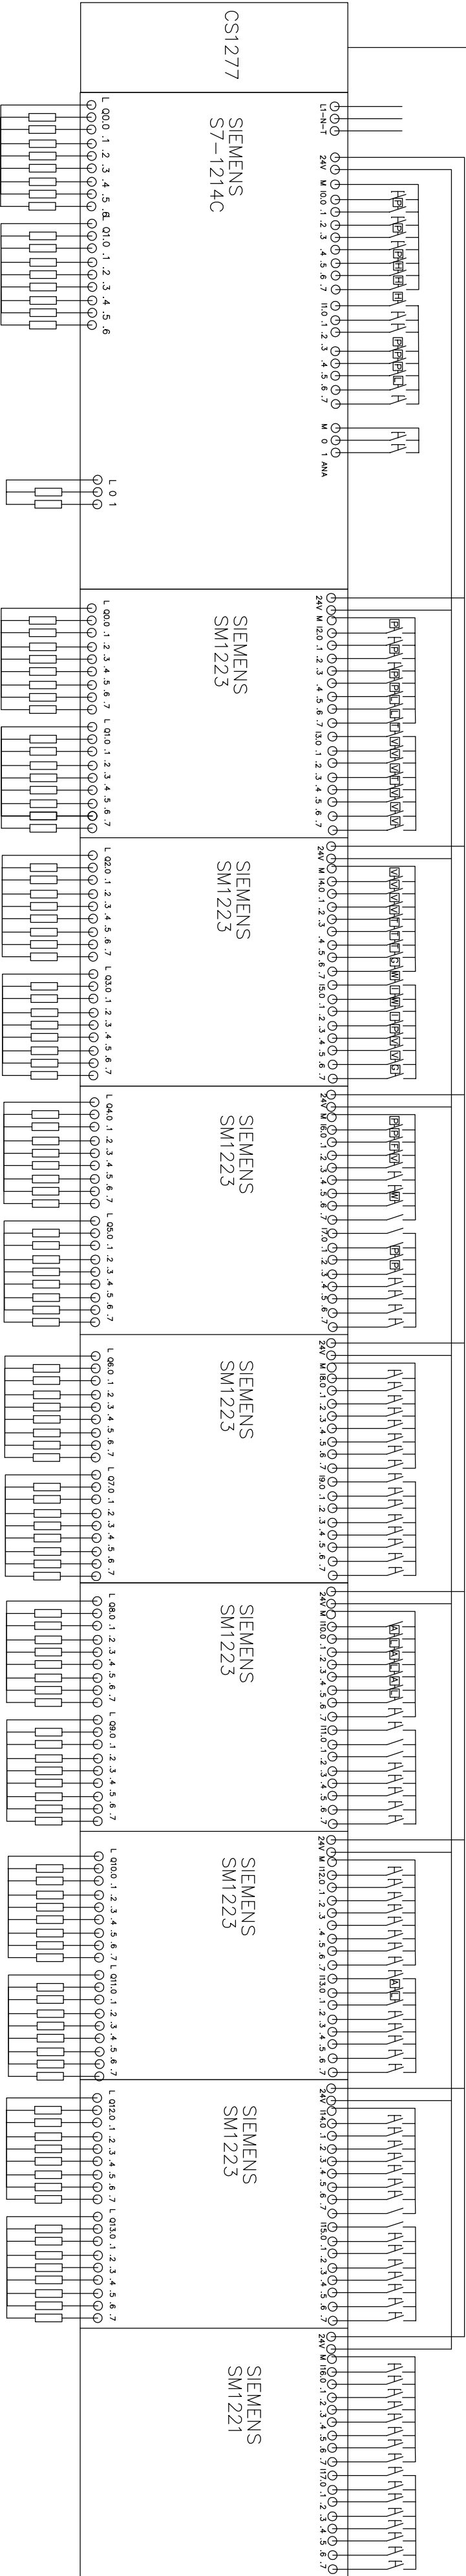 CS1277
L1-N-T
24V M I0.0 .1 .2 .3 .4 .5 .6 .7 I1.0 .1 .2 .3 .4 .5 .6 .7 M 0 1 ANA
SIEMENS
S7-1214C
L Q0.0 .1 .2 .3 .4 .5 .6 L Q1.0 .1 .2 .3 .4 .5 .6 L 0 1
24V M I2.0 .1 .2 .3 .4 .5 .6 .7 I3.0 .1 .2 .3 .4 .5 .6 .7
SIEMENS
SM1223
L Q0.0 .1 .2 .3 .4 .5 .6 .7 L Q1.0 .1 .2 .3 .4 .5 .6 .7
24V M I4.0 .1 .2 .3 .4 .5 .6 .7 I5.0 .1 .2 .3 .4 .5 .6 .7
SIEMENS
SM1223
L Q2.0 .1 .2 .3 .4 .5 .6 .7 L Q3.0 .1 .2 .3 .4 .5 .6 .7
24V M I6.0 .1 .2 .3 .4 .5 .6 .7 I7.0 .1 .2 .3 .4 .5 .6 .7
SIEMENS
SM1223
L Q4.0 .1 .2 .3 .4 .5 .6 .7 L Q5.0 .1 .2 .3 .4 .5 .6 .7
24V M I8.0 .1 .2 .3 .4 .5 .6 .7 I9.0 .1 .2 .3 .4 .5 .6 .7
SIEMENS
SM1223
L Q6.0 .1 .2 .3 .4 .5 .6 .7 L Q7.0 .1 .2 .3 .4 .5 .6 .7
24V M I10.0 .1 .2 .3 .4 .5 .6 .7 I11.0 .1 .2 .3 .4 .5 .6 .7
SIEMENS
SM1223
L Q8.0 .1 .2 .3 .4 .5 .6 .7 L Q9.0 .1 .2 .3 .4 .5 .6 .7
24V M I12.0 .1 .2 .3 .4 .5 .6 .7 I13.0 .1 .2 .3 .4 .5 .6 .7
SIEMENS
SM1223
L Q10.0 .1 .2 .3 .4 .5 .6 .7 L Q11.0 .1 .2 .3 .4 .5 .6 .7
24V M I14.0 .1 .2 .3 .4 .5 .6 .7 I15.0 .1 .2 .3 .4 .5 .6 .7
SIEMENS
SM1223
L Q12.0 .1 .2 .3 .4 .5 .6 .7 L Q13.0 .1 .2 .3 .4 .5 .6 .7
24V M I16.0 .1 .2 .3 .4 .5 .6 .7 I17.0 .1 .2 .3 .4 .5 .6 .7
SIEMENS
SM1221